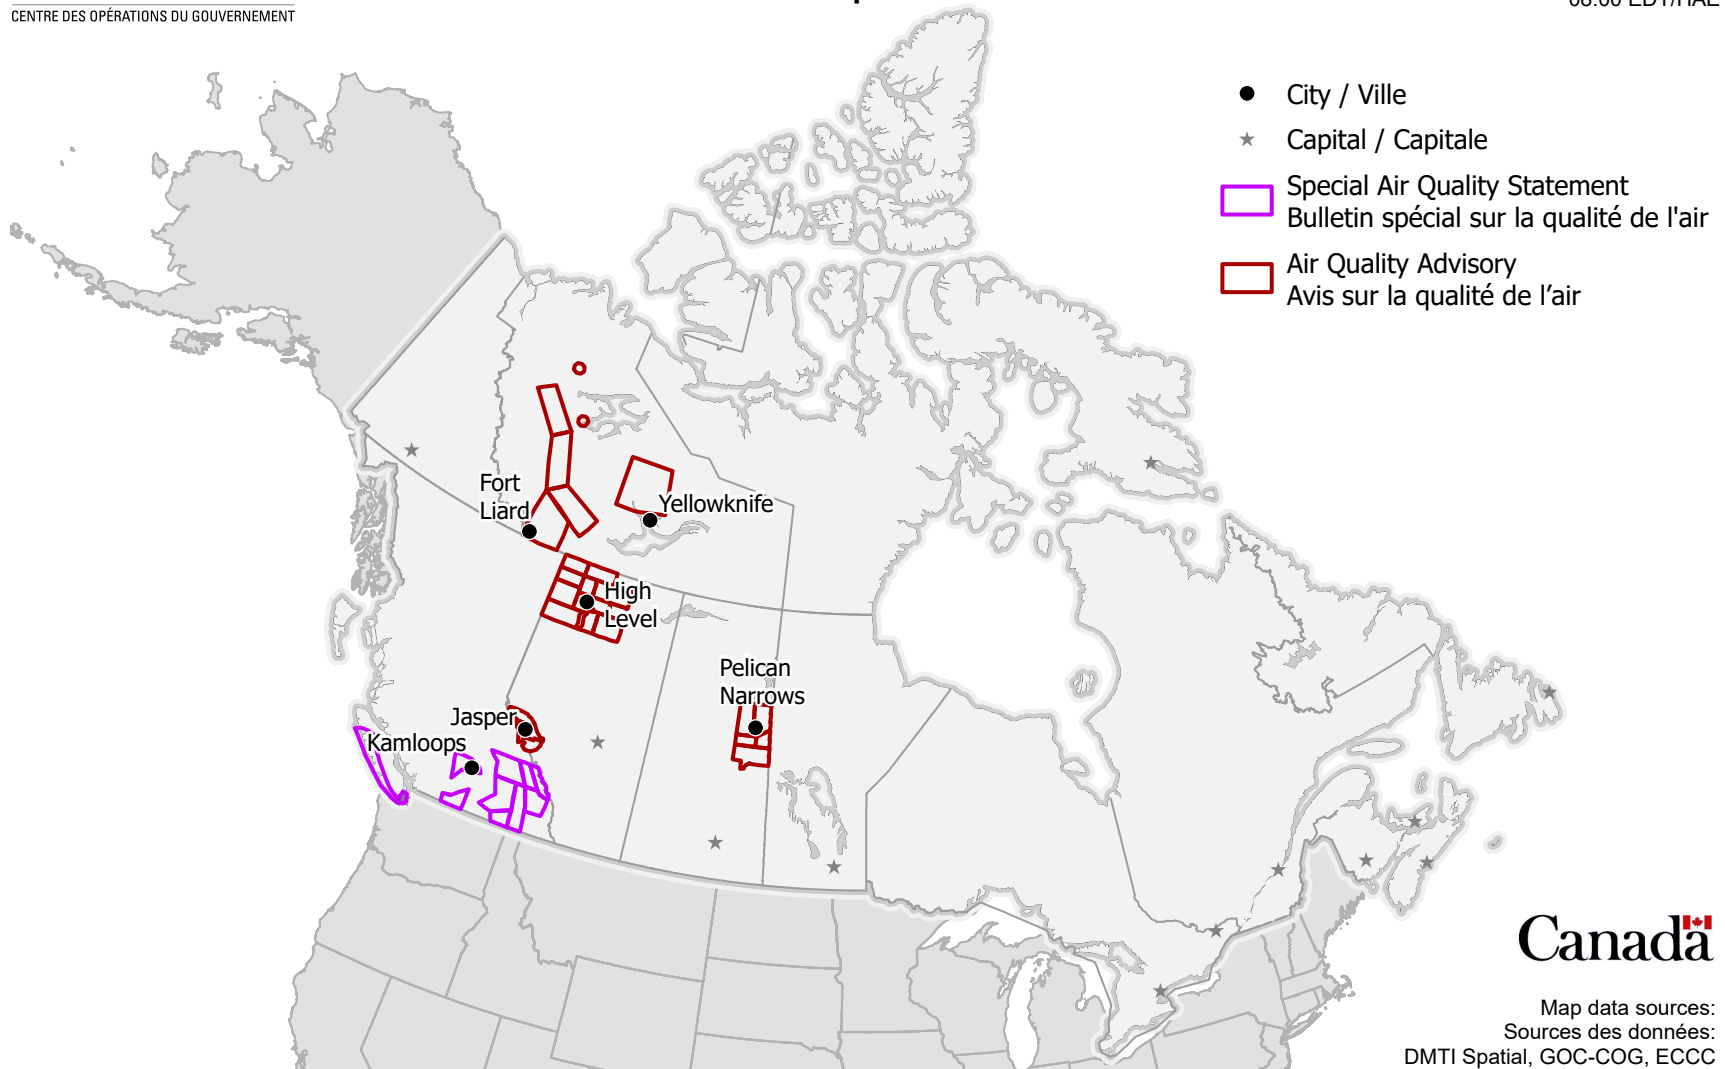 CENTRE DES OPÉRATIONS DU GOUVERNEMENT
City / Ville
Capital / Capitale
Special Air Quality Statement
Bulletin spécial sur la qualité de l'air
Air Quality Advisory
Avis sur la qualité de l’air
Fort
Liard
Yellowknife
High
Level
Pelican
Narrows
Jasper
Kamloops
Canada
Map data sources:
Sources des données:
DMTI Spatial, GOC-COG, ECCC